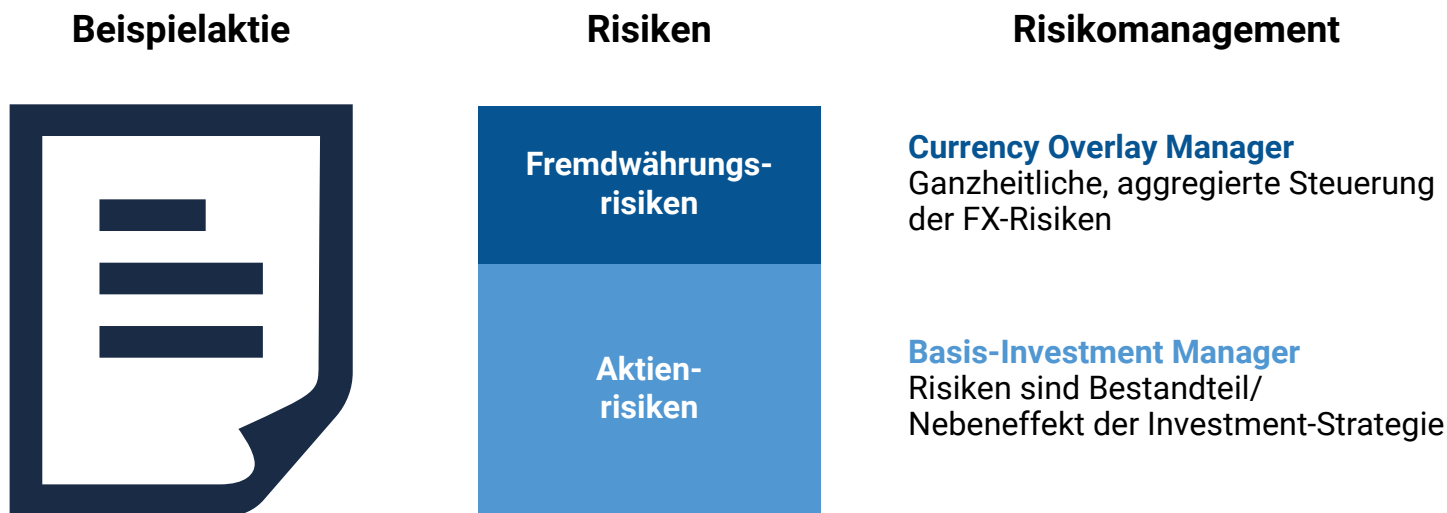 Beispielaktie
Risiken
Risikomanagement
Fremdwährungs-
risiken
Currency Overlay Manager
Ganzheitliche, aggregierte Steuerung
der FX-Risiken
Aktien-
risiken
Basis-Investment Manager
Risiken sind Bestandteil/
Nebeneffekt der Investment-Strategie